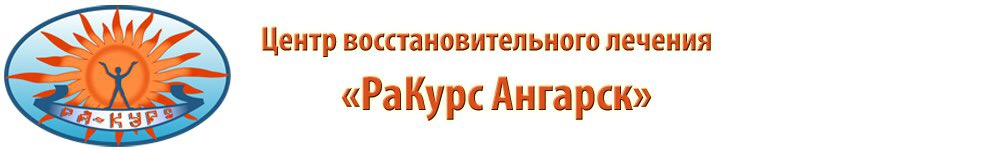 Центр восстановительного лечения
«РаКурс Ангарск»
РА-КУРС